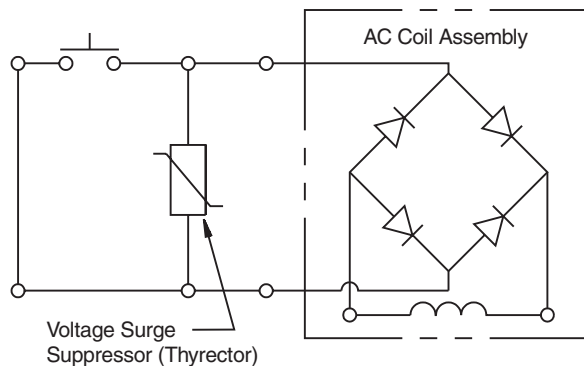 AC Coil Assembly
Voltage Surge
Suppressor (Thyrector)